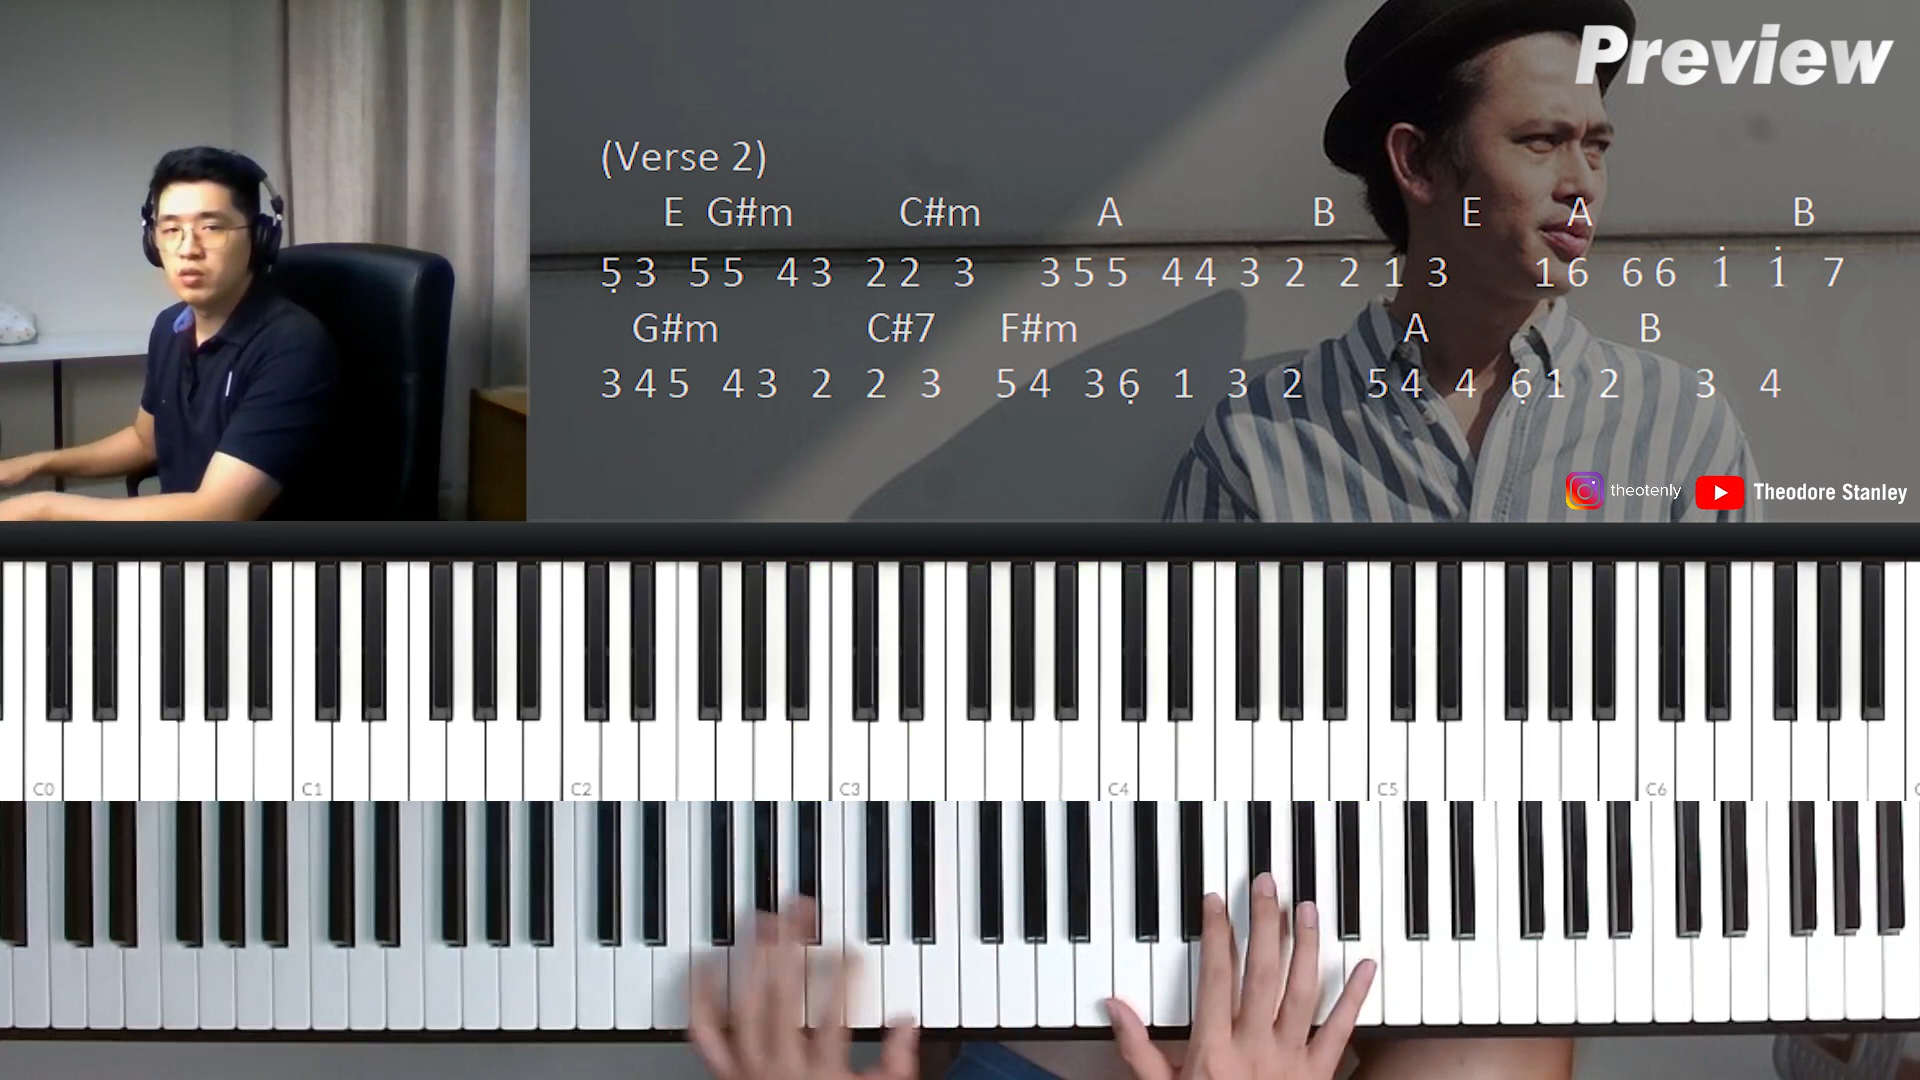 Preview
(Verse 2)
E G#m C#m A B E A B
5̣ 3 5 5 4 3 2 2 3 3 5 5 4 4 3 2 2 1 3 1 6 6 6 1̇ 1̇ 7
G#m C#7 F#m A B
3 4 5 4 3 2 2 3 5 4 3 6̣ 1 3 2 5 4 4 6̣ 1 2 3 4
theotenly Theodore Stanley
C0 C1 C2 C3 C4 C5 C6